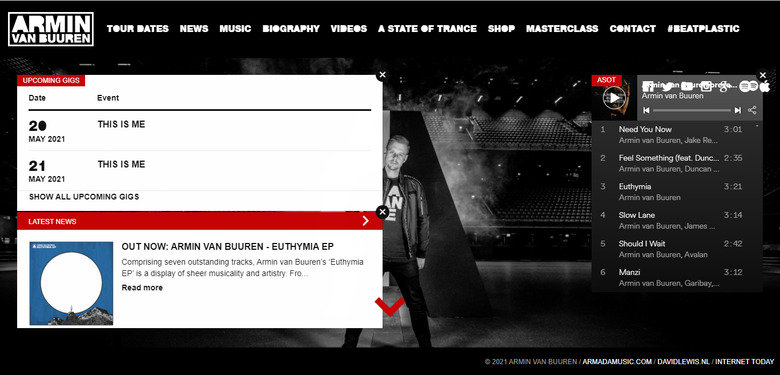 ARMIN
VAN BUUREN
TOUR DATES NEWS MUSIC BIOGRAPHY VIDEOS A STATE OF TRANCE SHOP MASTERCLASS CONTACT #BEATPLASTIC
UPCOMING GIGS
Date Event
20 THIS IS ME
MAY 2021
21 THIS IS ME
MAY 2021
SHOW ALL UPCOMING GIGS
LATEST NEWS
OUT NOW: ARMIN VAN BUUREN - EUTHYMIA EP
Comprising seven outstanding tracks, Armin van Buuren's 'Euthymia
EP' is a display of sheer musicality and artistry. Fro...
Read more
ASOT
Armin van Buuren
1 Need You Now 3:01
Armin van Buuren, Jake Re...
2 Feel Something (feat. Dunc... 2:35
Armin van Buuren, Duncan ...
3 Euthymia 3:21
Armin van Buuren
4 Slow Lane 3:14
Armin van Buuren, James ...
5 Should I Wait 2:42
Armin van Buuren, Avalan
6 Manzi 3:12
Armin van Buuren, Garibay,...
© 2021 ARMIN VAN BUUREN / ARMADAMUSIC.COM / DAVIDLEWIS.NL / INTERNET TODAY